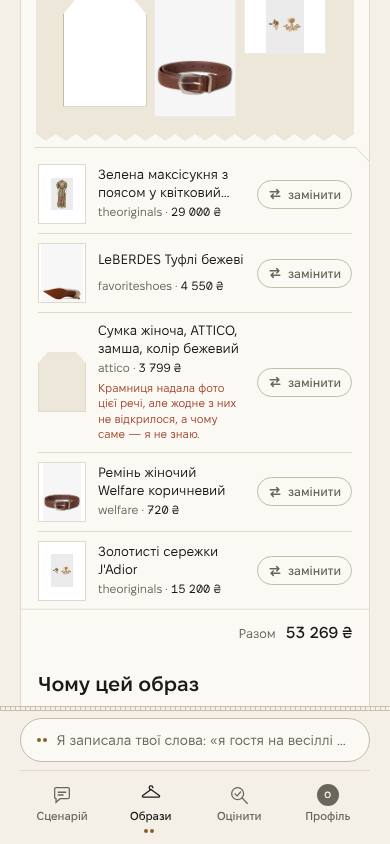 Зелена максісукня з
поясом у квітковий…
theoriginals · 29 000 ₴
замінити
LeBERDES Туфлі бежеві
favoriteshoes · 4 550 ₴
замінити
Сумка жіноча, ATTICO,
замша, колір бежевий
attico · 3 799 ₴
Крамниця надала фото
цієї речі, але жодне з них
не відкрилося, а чому
саме — я не знаю.
замінити
Ремінь жіночий
Welfare коричневий
welfare · 720 ₴
замінити
Золотисті сережки
J'Adior
theoriginals · 15 200 ₴
замінити
Разом 53 269 ₴
Чому цей образ
Я записала твої слова: «я гостя на весіллі ...
Сценарій
Образи
Оцінити
О
Профіль